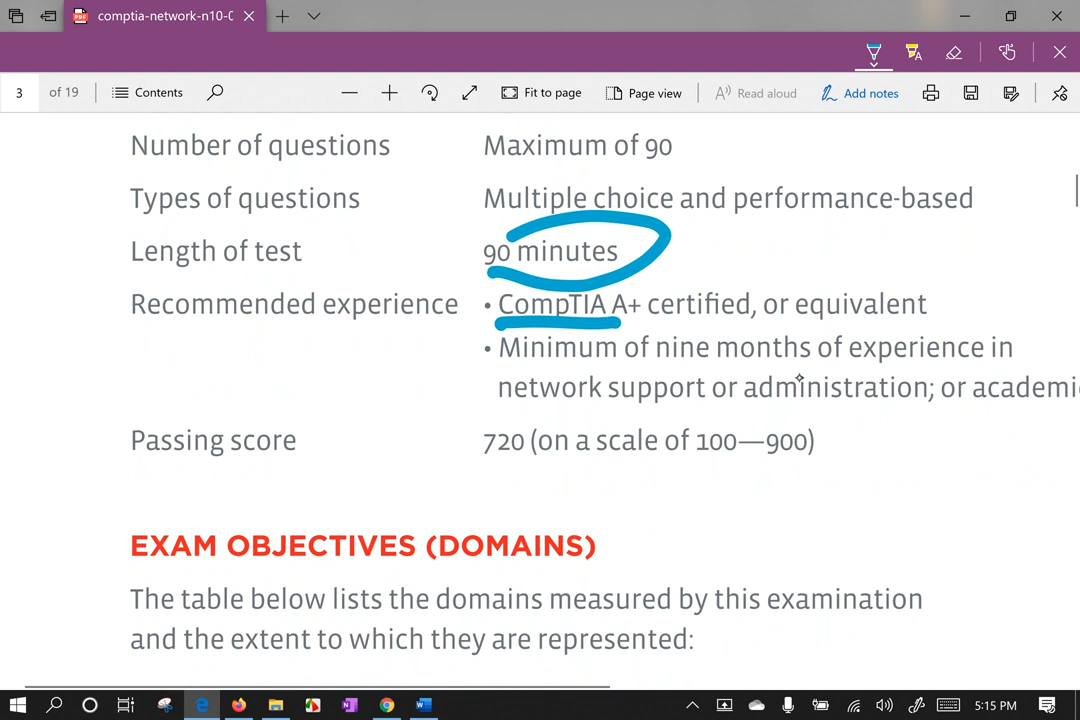 comptia-network-n10-0
3 of 19 Contents Fit to page Page view Read aloud Add notes
Number of questions Maximum of 90
Types of questions Multiple choice and performance-based
Length of test 90 minutes
Recommended experience • CompTIA A+ certified, or equivalent
• Minimum of nine months of experience in
network support or administration; or academi
Passing score 720 (on a scale of 100—900)
EXAM OBJECTIVES (DOMAINS)
The table below lists the domains measured by this examination
and the extent to which they are represented:
5:15 PM